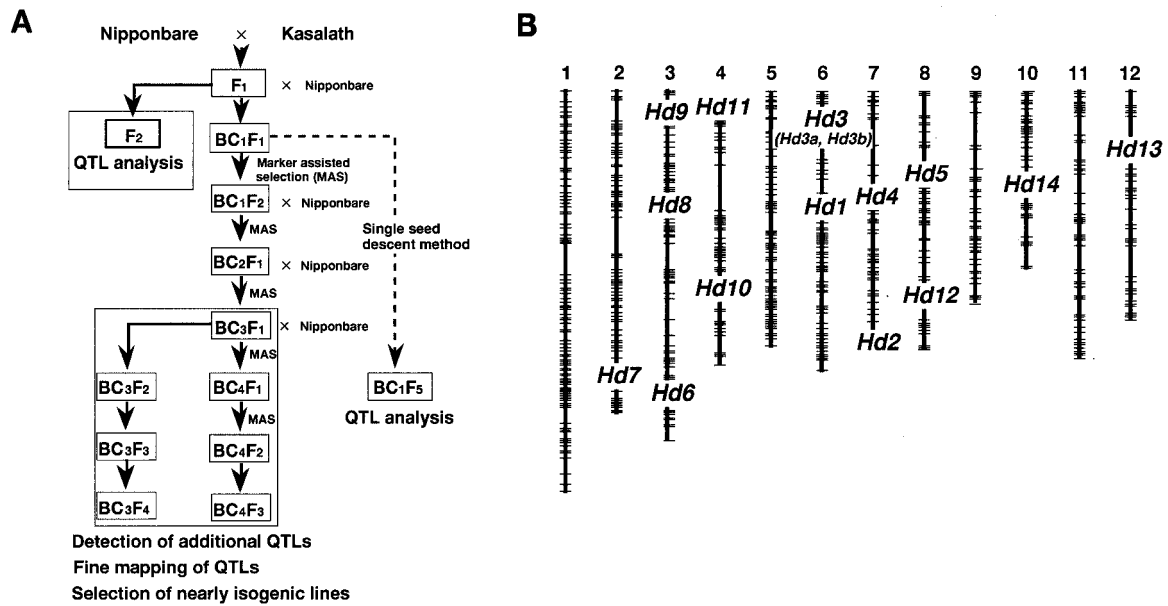 A
Nipponbare × Kasalath
F1 × Nipponbare
F2
QTL analysis
BC1F1
Marker assisted
selection (MAS)
BC1F2 × Nipponbare
MAS
Single seed
descent method
BC2F1 × Nipponbare
MAS
BC3F1 × Nipponbare
MAS
BC3F2 BC4F1 BC1F5
QTL analysis
MAS
BC3F3 BC4F2
BC3F4 BC4F3
Detection of additional QTLs
Fine mapping of QTLs
Selection of nearly isogenic lines
B
1 2 3 4 5 6 7 8 9 10 11 12
Hd9 Hd11 Hd3
(Hd3a, Hd3b)
Hd13
Hd5
Hd14
Hd8 Hd1 Hd4
Hd10 Hd12
Hd2
Hd7 Hd6